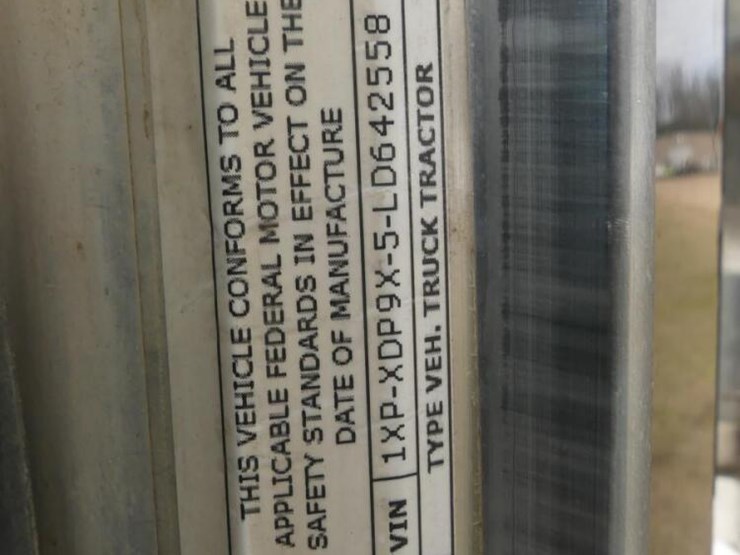 THIS VEHICLE CONFORMS TO ALL
APPLICABLE FEDERAL MOTOR VEHICLE
SAFETY STANDARDS IN EFFECT ON THE
DATE OF MANUFACTURE
VIN 1XP-XDP9X-5-LD642558
TYPE VEH. TRUCK TRACTOR